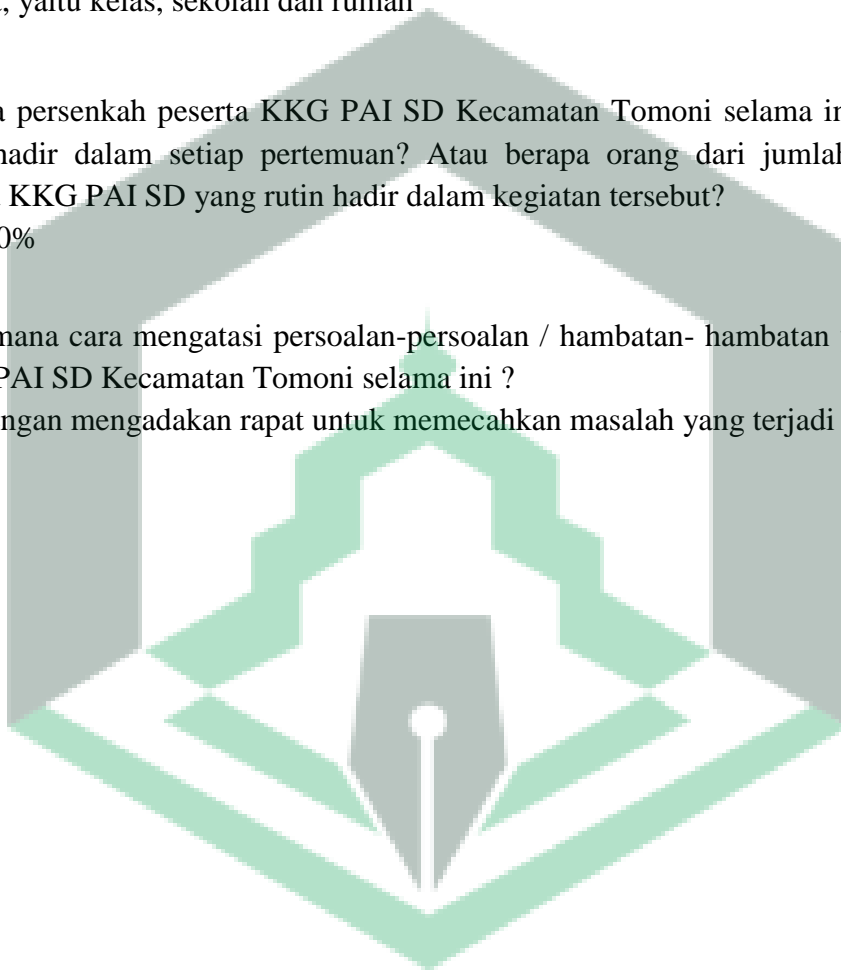 , yaitu kelas, sekolah dan rumah
persenkah peserta KKG PAI SD Kecamatan Tomoni selama
hadir dalam setiap pertemuan? Atau berapa orang dari jumlah
KKG PAI SD yang rutin hadir dalam kegiatan tersebut?
0%
mana cara mengatasi persoalan-persoalan / hambatan- hambatan
PAI SD Kecamatan Tomoni selama ini ?
ngan mengadakan rapat untuk memecahkan masalah yang terjadi